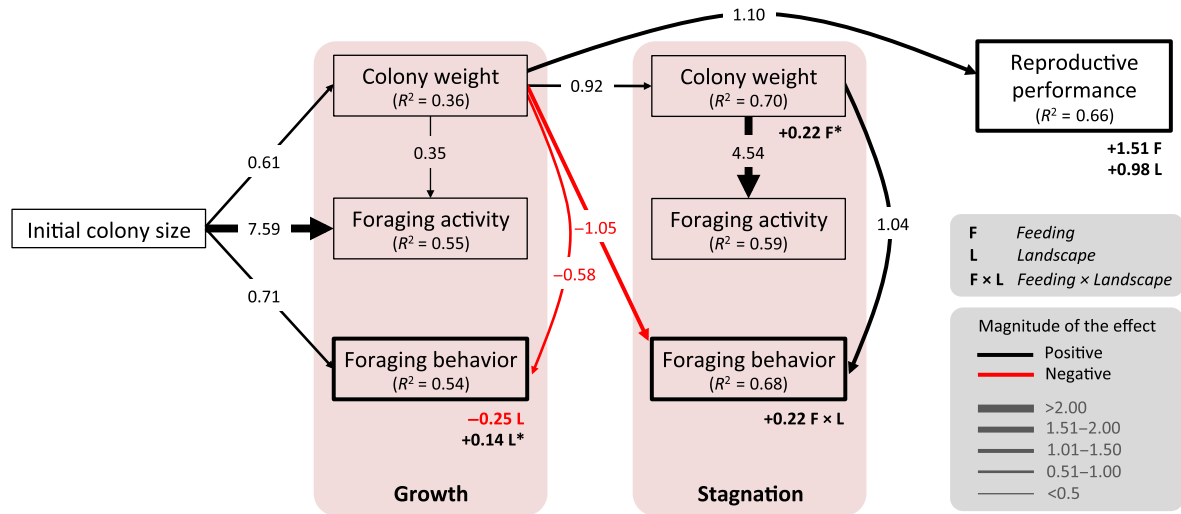 1.10
Colony weight
(R² = 0.36)
0.92
Colony weight
(R² = 0.70)
+0.22 F*
Reproductive
performance
(R² = 0.66)
+1.51 F
+0.98 L
0.61
0.35
4.54
Initial colony size
7.59
Foraging activity
(R² = 0.55)
−1.05
−0.58
Foraging activity
(R² = 0.59)
1.04
0.71
Foraging behavior
(R² = 0.54)
−0.25 L
+0.14 L*
Foraging behavior
(R² = 0.68)
+0.22 F × L
Growth
Stagnation
F Feeding
L Landscape
F × L Feeding × Landscape
Magnitude of the effect
Positive
Negative
>2.00
1.51–2.00
1.01–1.50
0.51–1.00
<0.5